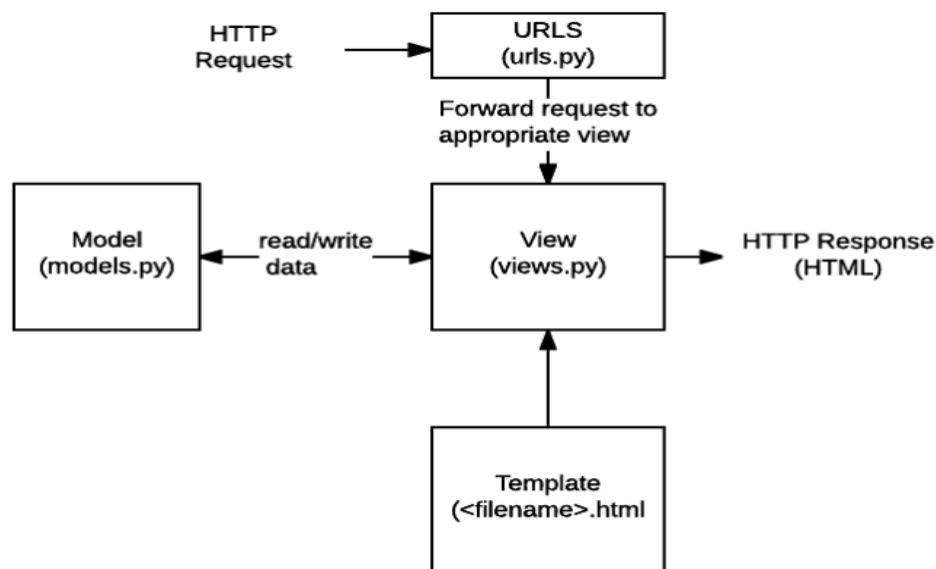 HTTP
Request
URLS
(urls.py)
Forward request to
appropriate view
Model
(models.py)
read/write
data
View
(views.py)
HTTP Response
(HTML)
Template
(<filename>.html